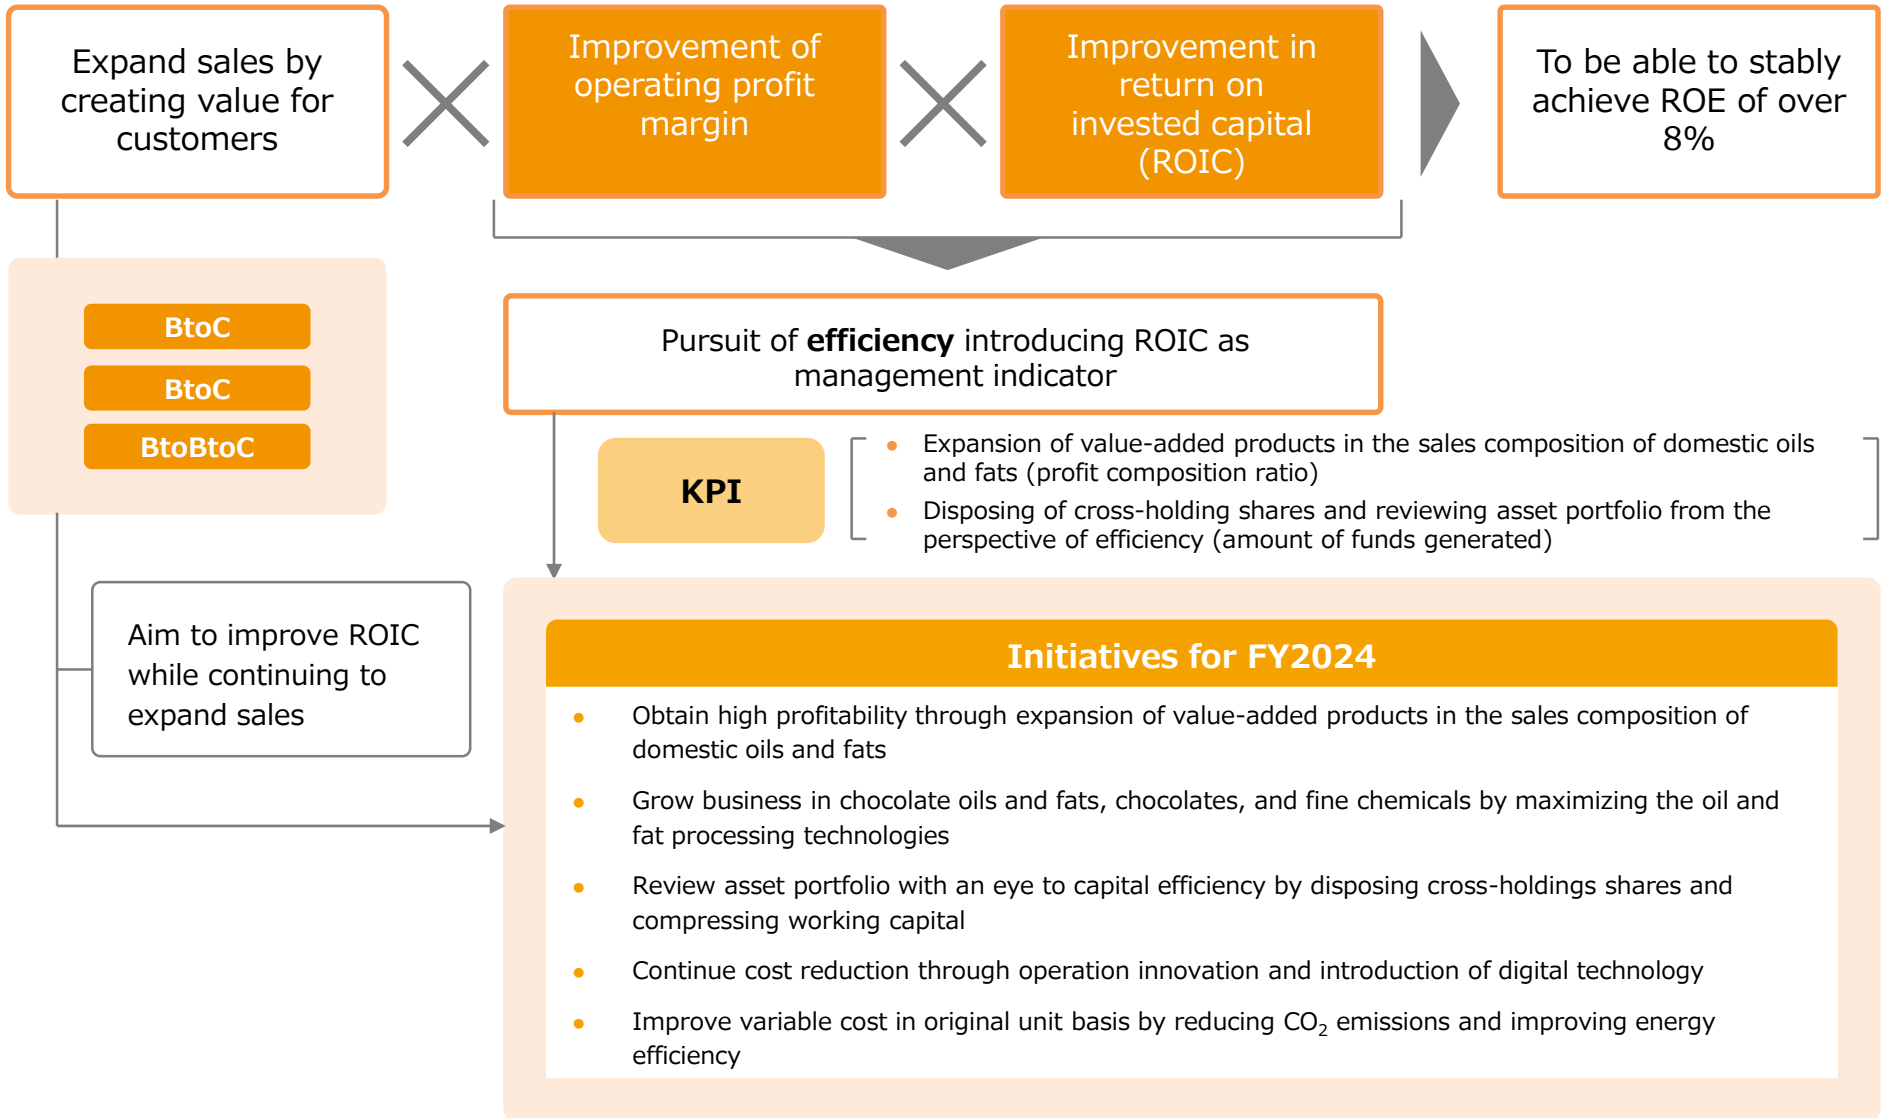 Expand sales by
creating value for
customers
Improvement of
operating profit
margin
Improvement in
return on
invested capital
(ROIC)
To be able to stably
achieve ROE of over
8%
BtoC
BtoC
BtoBtoC
Pursuit of efficiency introducing ROIC as
management indicator
KPI
● Expansion of value-added products in the sales composition of domestic oils
and fats (profit composition ratio)
● Disposing of cross-holding shares and reviewing asset portfolio from the
perspective of efficiency (amount of funds generated)
Aim to improve ROIC
while continuing to
expand sales
Initiatives for FY2024
● Obtain high profitability through expansion of value-added products in the sales composition of
domestic oils and fats
● Grow business in chocolate oils and fats, chocolates, and fine chemicals by maximizing the oil and
fat processing technologies
● Review asset portfolio with an eye to capital efficiency by disposing cross-holdings shares and
compressing working capital
● Continue cost reduction through operation innovation and introduction of digital technology
● Improve variable cost in original unit basis by reducing CO₂ emissions and improving energy
efficiency